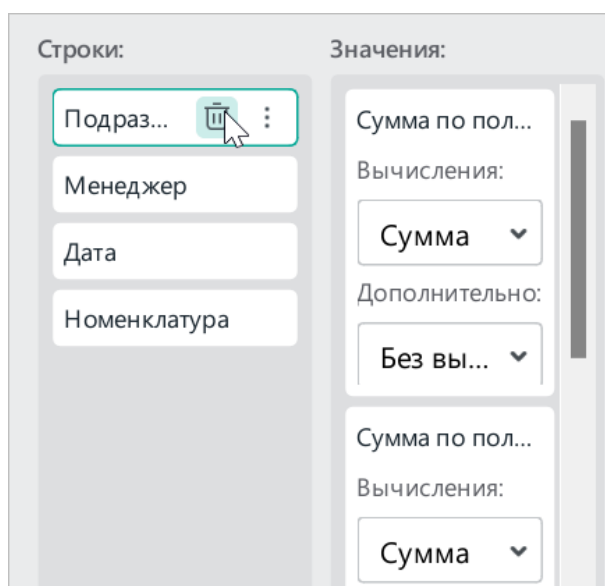 Строки:
Подраз...
Менеджер
Дата
Номенклатура
Значения:
Сумма по пол...
Вычисления:
Сумма
Дополнительно:
Без вы...
Сумма по пол...
Вычисления:
Сумма